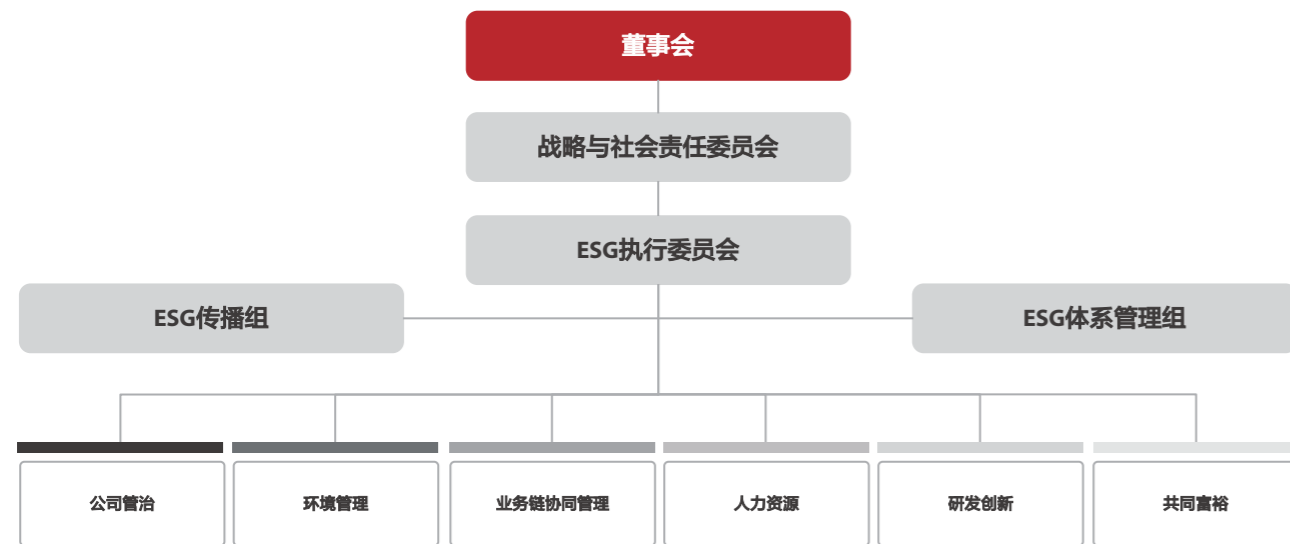 董事会
战略与社会责任委员会
ESG执行委员会
ESG传播组
ESG体系管理组
公司管治
环境管理
业务链协同管理
人力资源
研发创新
共同富裕